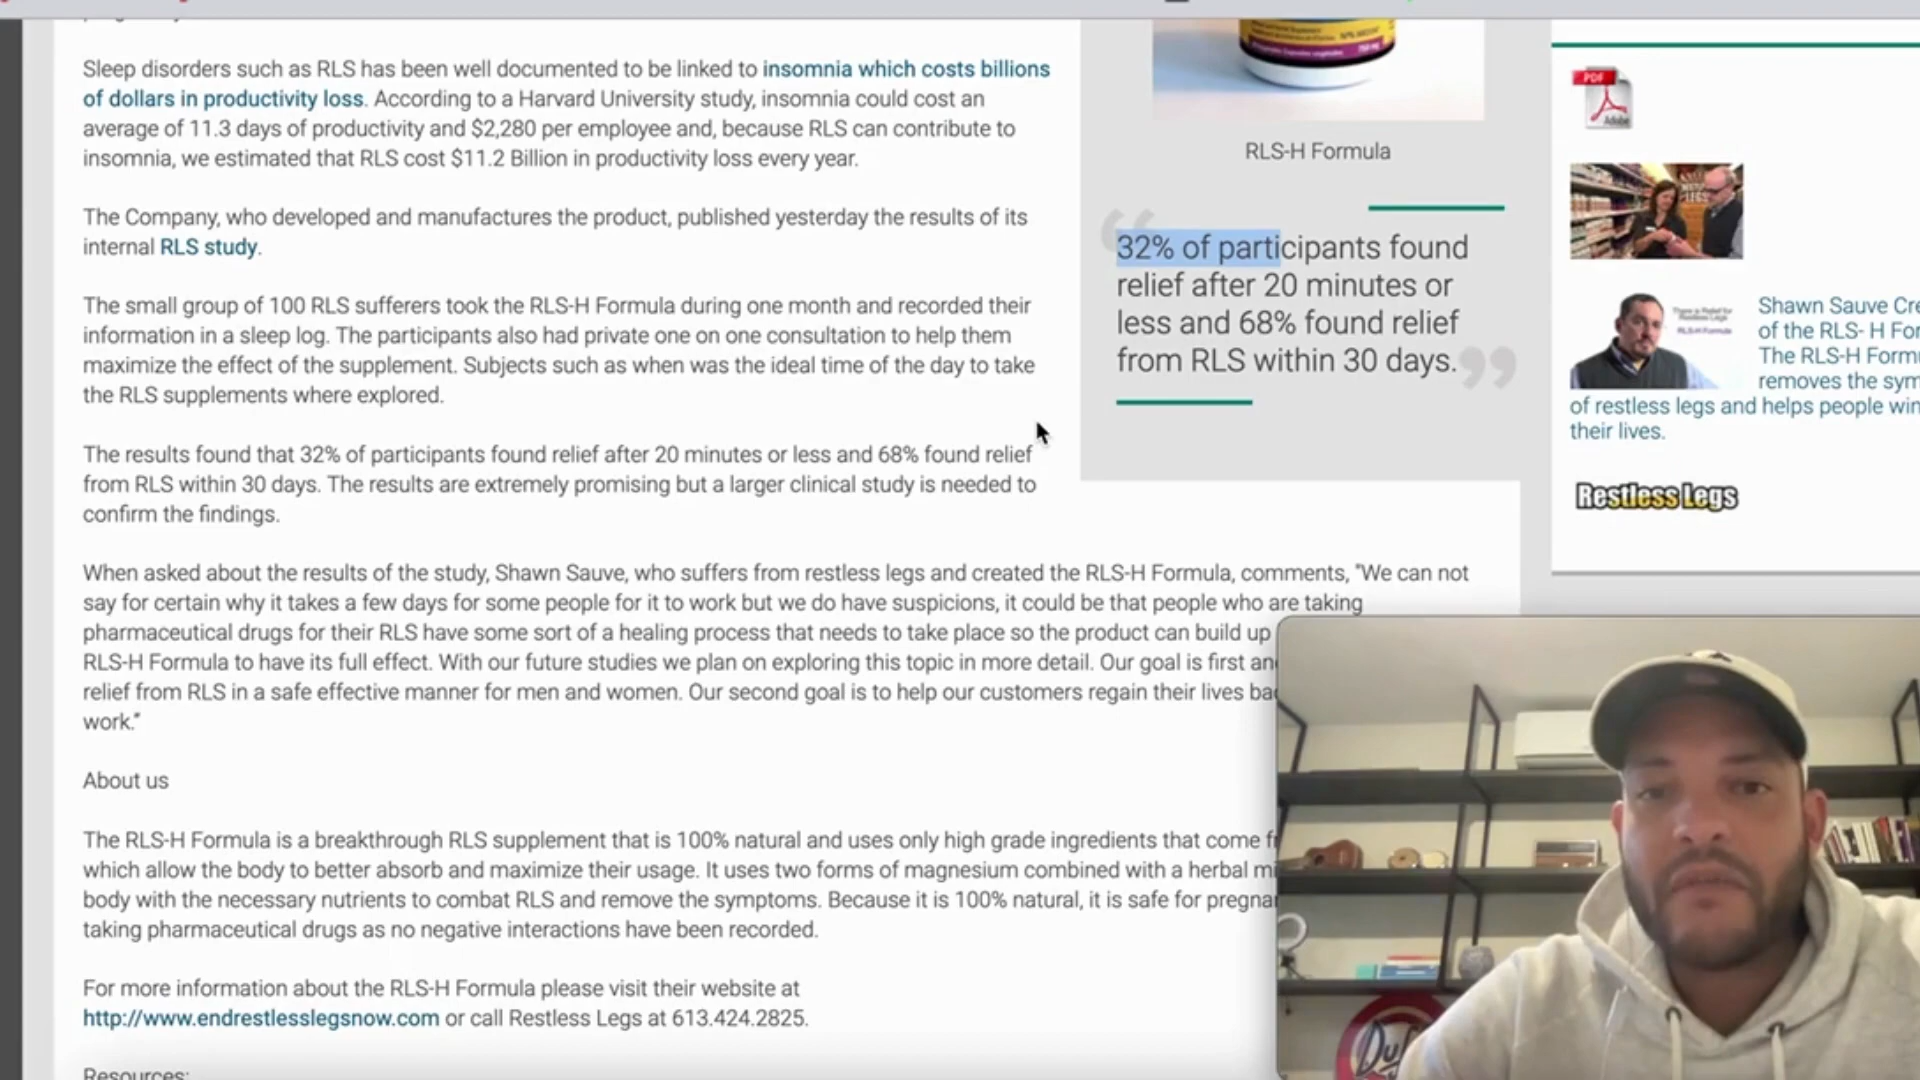 Sleep disorders such as RLS has been well documented to be linked to insomnia which costs billions
of dollars in productivity loss. According to a Harvard University study, insomnia could cost an
average of 11.3 days of productivity and $2,280 per employee and, because RLS can contribute to
insomnia, we estimated that RLS cost $11.2 Billion in productivity loss every year.
The Company, who developed and manufactures the product, published yesterday the results of its
internal RLS study.
The small group of 100 RLS sufferers took the RLS-H Formula during one month and recorded their
information in a sleep log. The participants also had private one on one consultation to help them
maximize the effect of the supplement. Subjects such as when was the ideal time of the day to take
the RLS supplements where explored.
The results found that 32% of participants found relief after 20 minutes or less and 68% found relief
from RLS within 30 days. The results are extremely promising but a larger clinical study is needed to
confirm the findings.
When asked about the results of the study, Shawn Sauve, who suffers from restless legs and created the RLS-H Formula, comments, "We can not
say for certain why it takes a few days for some people for it to work but we do have suspicions, it could be that people who are taking
pharmaceutical drugs for their RLS have some sort of a healing process that needs to take place so the product can build up
RLS-H Formula to have its full effect. With our future studies we plan on exploring this topic in more detail. Our goal is first an
relief from RLS in a safe effective manner for men and women. Our second goal is to help our customers regain their lives ba
work."
About us
The RLS-H Formula is a breakthrough RLS supplement that is 100% natural and uses only high grade ingredients that come f
which allow the body to better absorb and maximize their usage. It uses two forms of magnesium combined with a herbal mi
body with the necessary nutrients to combat RLS and remove the symptoms. Because it is 100% natural, it is safe for pregna
taking pharmaceutical drugs as no negative interactions have been recorded.
For more information about the RLS-H Formula please visit their website at
http://www.endrestlesslegsnow.com or call Restless Legs at 613.424.2825.
Resources:
RLS-H Formula
"32% of participants found
relief after 20 minutes or
less and 68% found relief
from RLS within 30 days."
PDF
Adobe
Shawn Sauve Cre
of the RLS- H For
The RLS-H Formu
removes the sym
of restless legs and helps people win
their lives.
Restless Legs